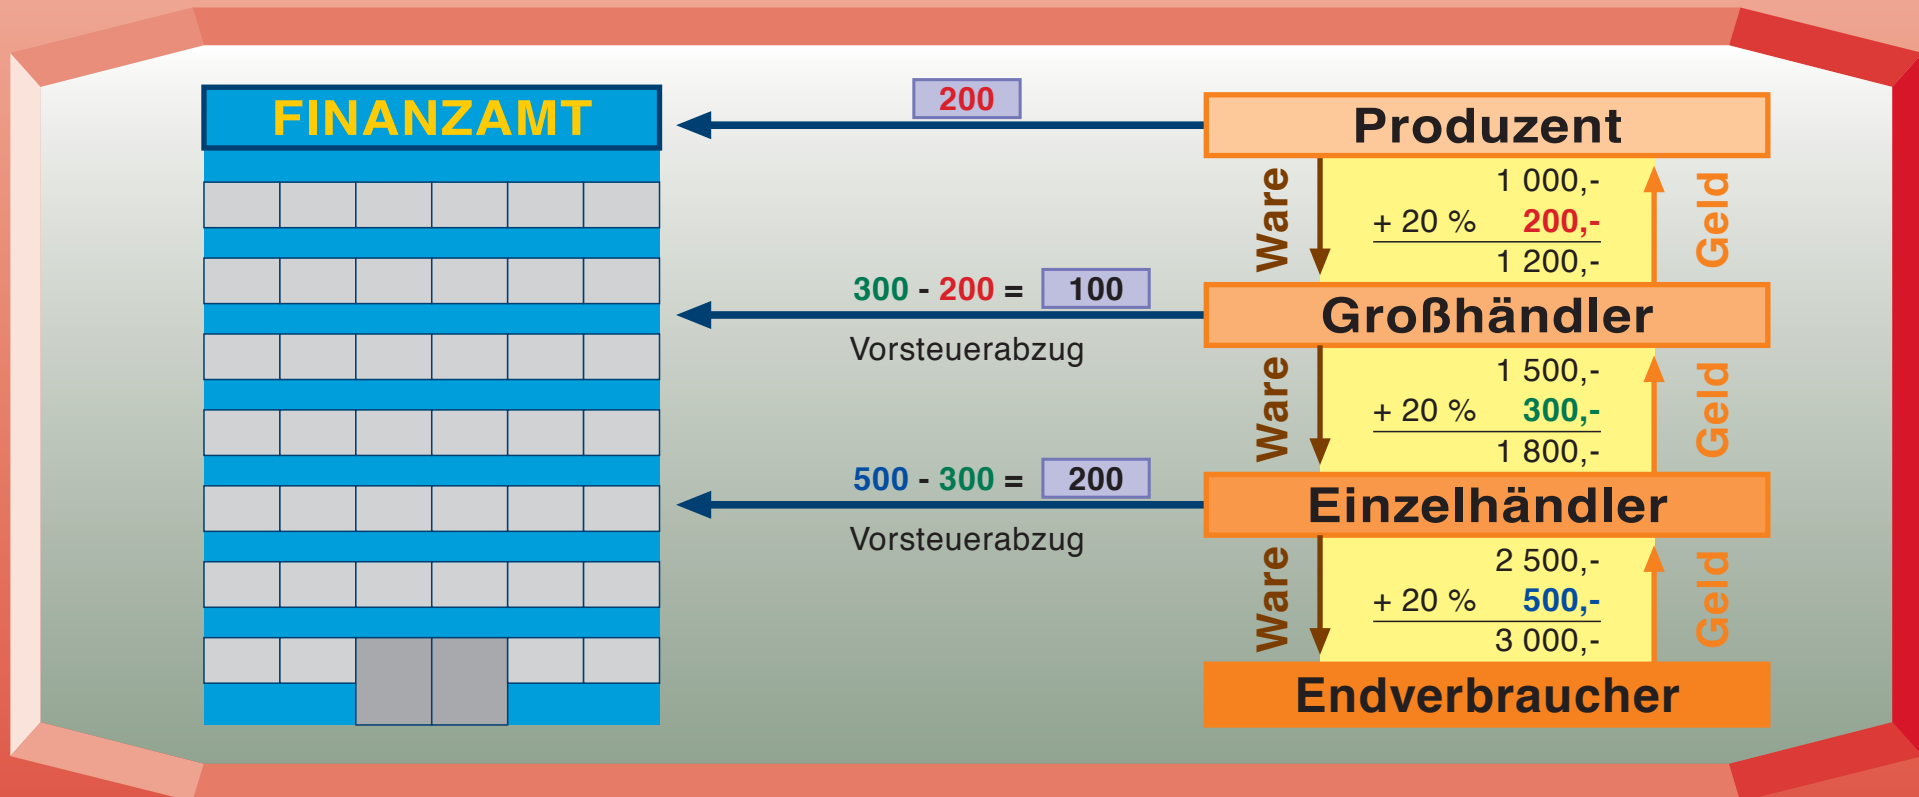 FINANZAMT
200
Produzent
Ware
1 000,-
+ 20 % 200,-
1 200,-
Geld
300 - 200 = 100
Vorsteuerabzug
Großhändler
Ware
1 500,-
+ 20 % 300,-
1 800,-
Geld
500 - 300 = 200
Vorsteuerabzug
Einzelhändler
Ware
2 500,-
+ 20 % 500,-
3 000,-
Geld
Endverbraucher